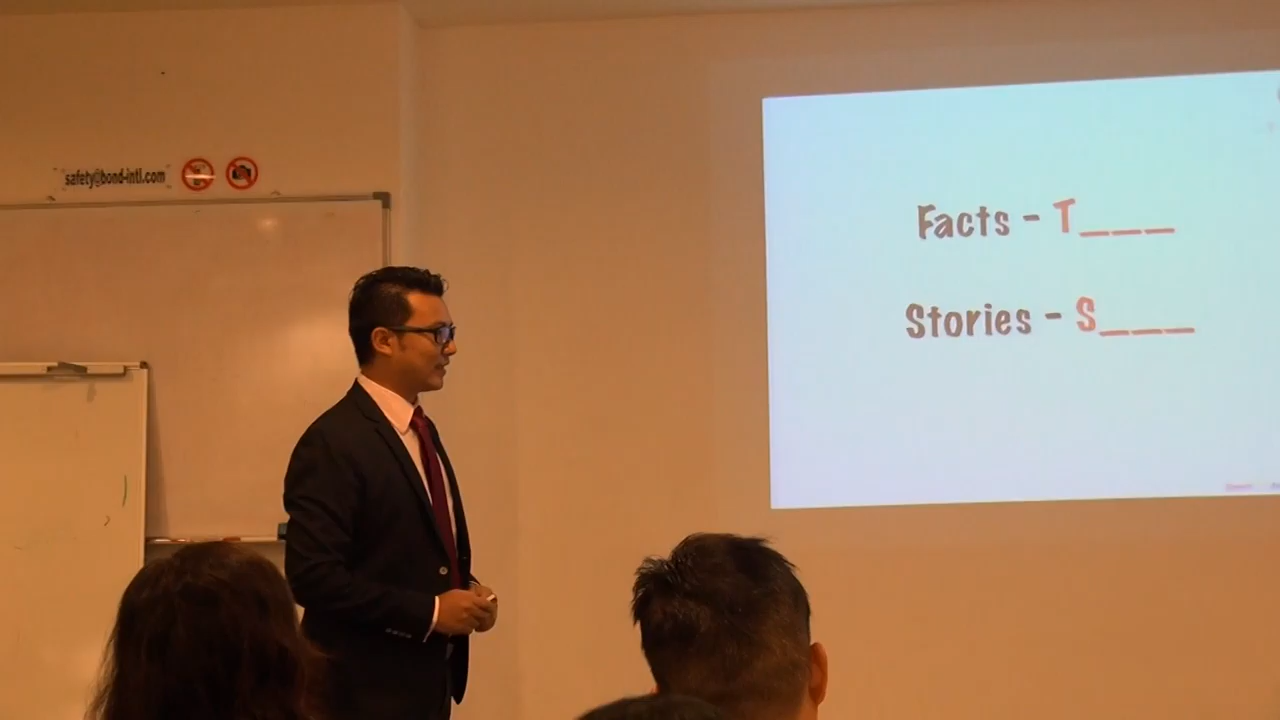 safety@bond-intl.com
Facts - T___
Stories - S___